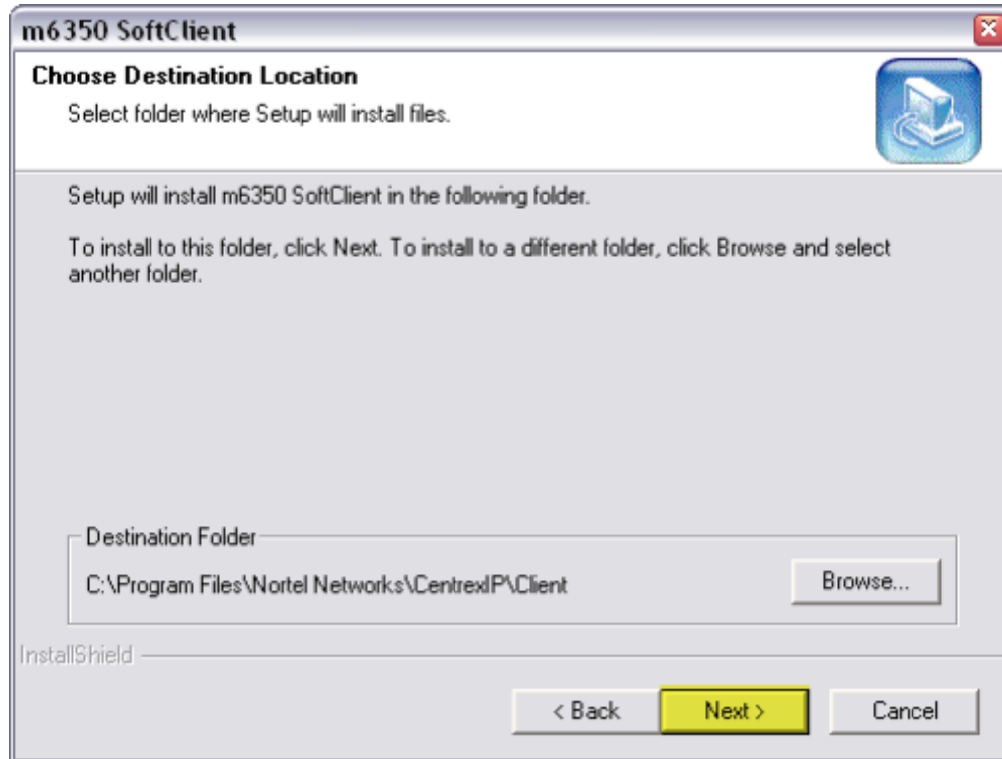 m6350 SoftClient
Choose Destination Location
Select folder where Setup will install files.
Setup will install m6350 SoftClient in the following folder.
To install to this folder, click Next. To install to a different folder, click Browse and select
another folder.
Destination Folder
C:\Program Files\Nortel Networks\CentrexIP\Client
Browse...
InstallShield
< Back
Next >
Cancel